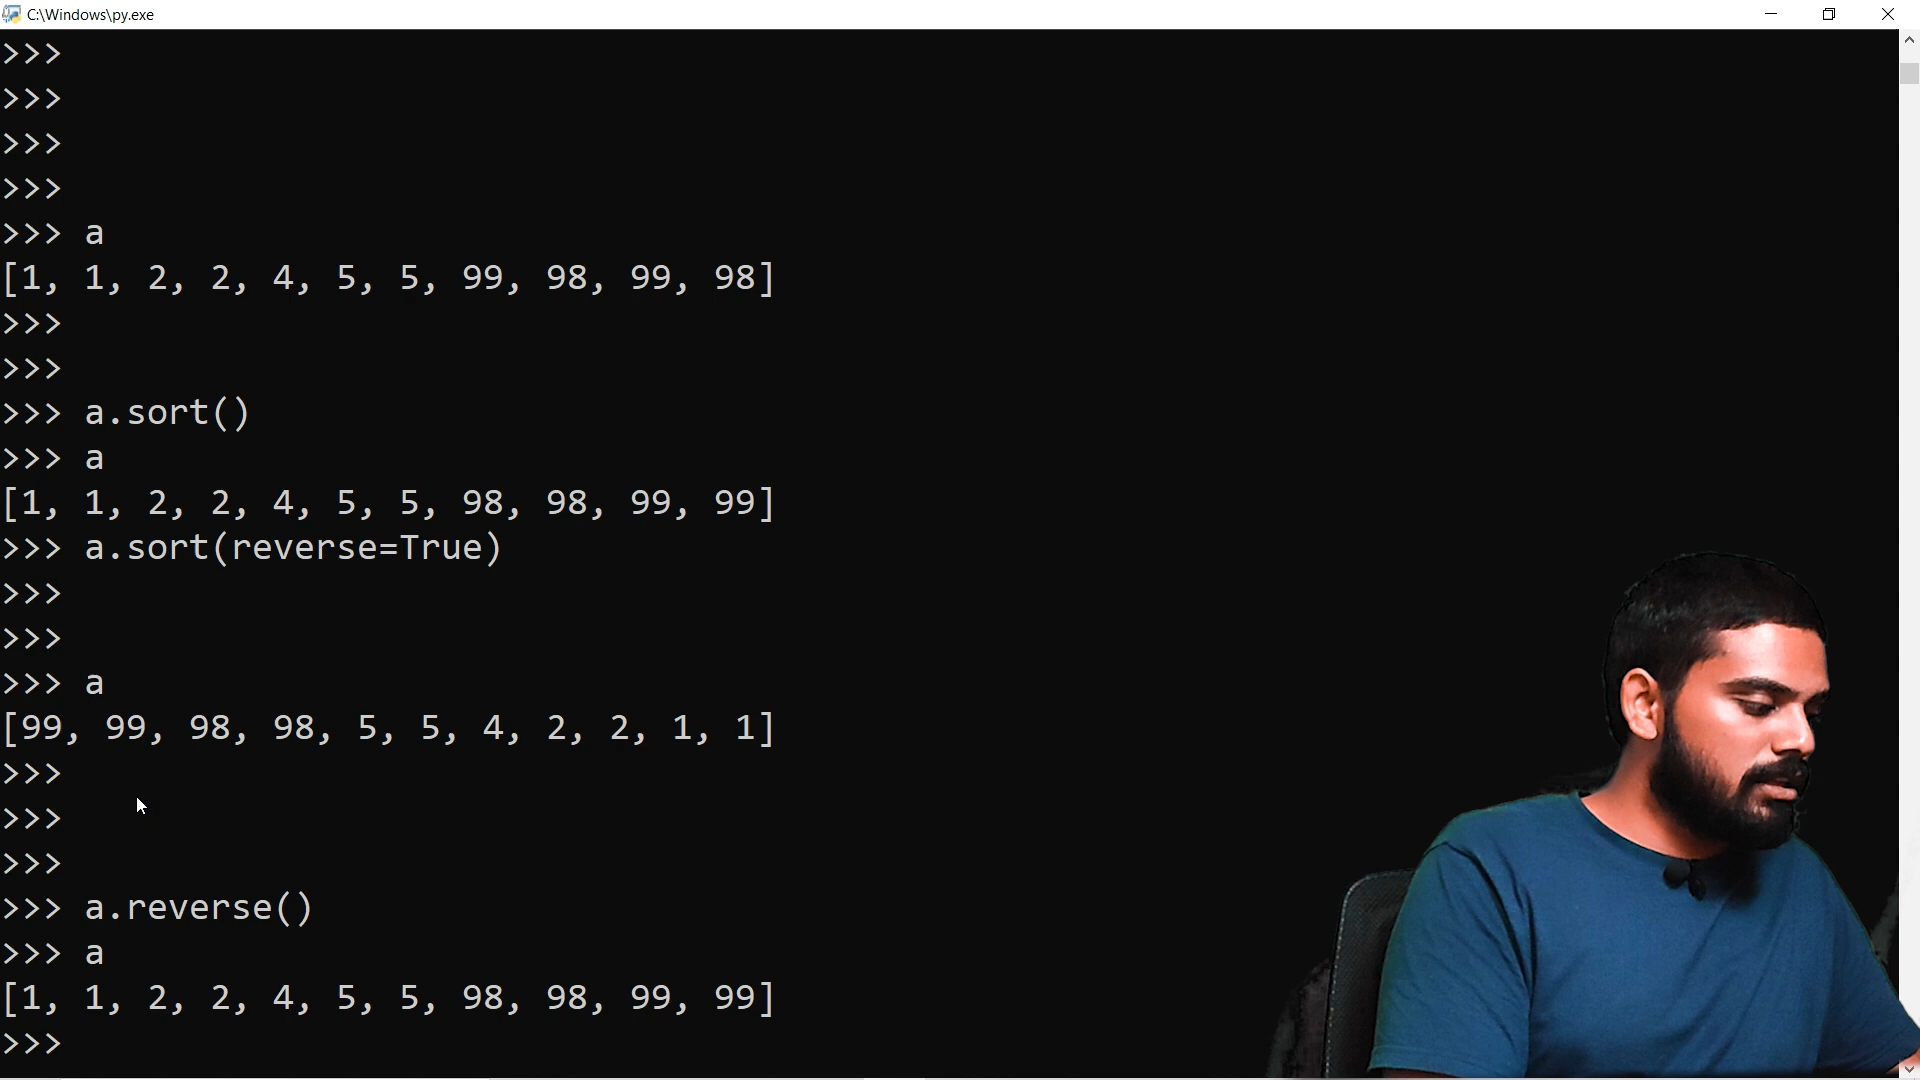 C:\Windows\py.exe
>>>
>>>
>>>
>>>
>>> a
[1, 1, 2, 2, 4, 5, 5, 99, 98, 99, 98]
>>>
>>>
>>> a.sort()
>>> a
[1, 1, 2, 2, 4, 5, 5, 98, 98, 99, 99]
>>> a.sort(reverse=True)
>>>
>>>
>>> a
[99, 99, 98, 98, 5, 5, 4, 2, 2, 1, 1]
>>>
>>>
>>>
>>> a.reverse()
>>> a
[1, 1, 2, 2, 4, 5, 5, 98, 98, 99, 99]
>>>